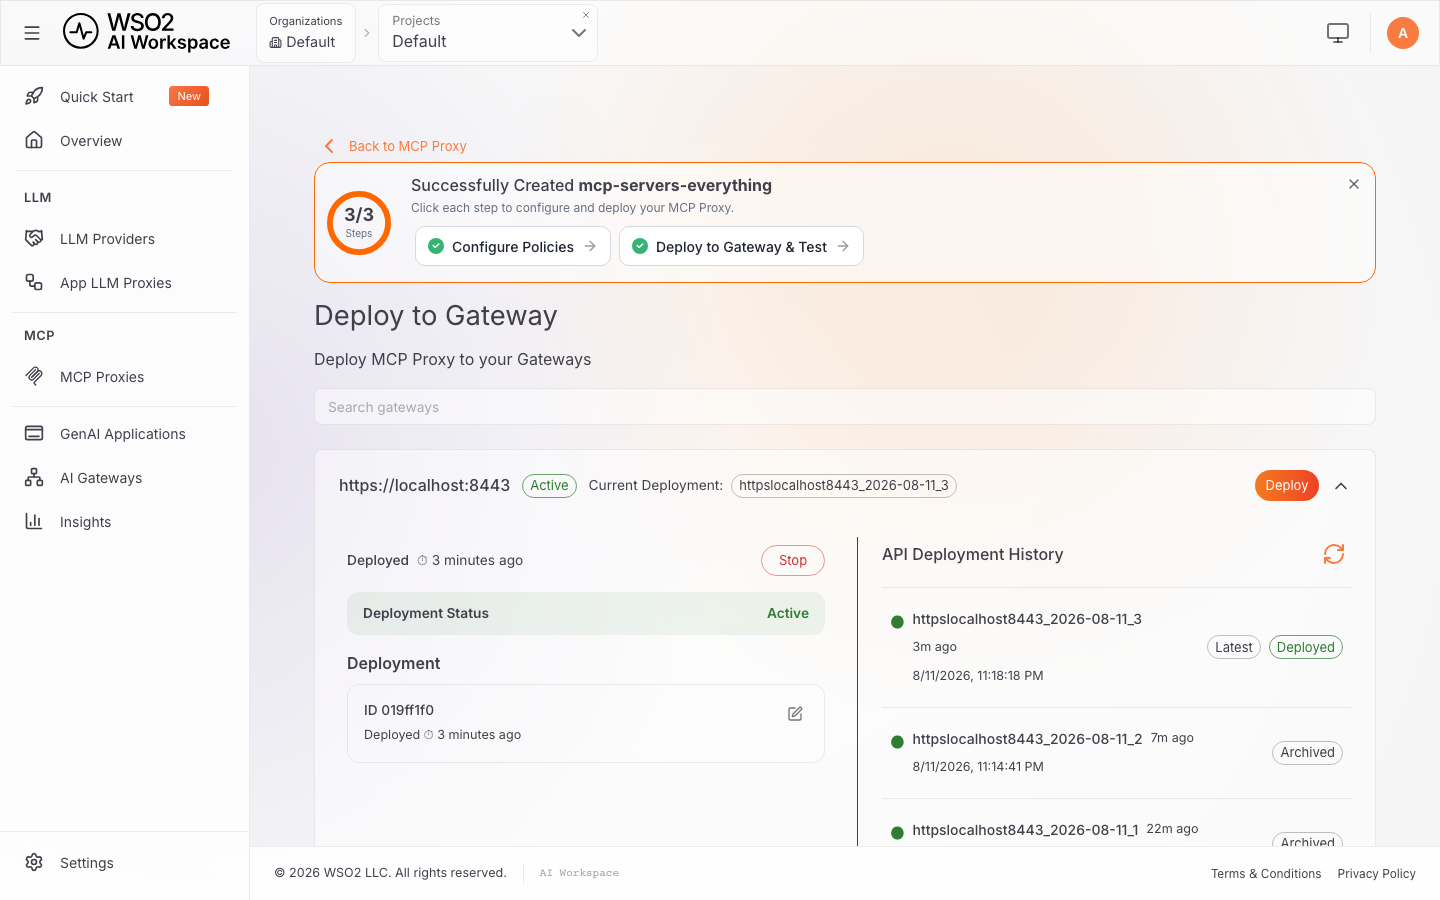 WSO2
AI Workspace
Organizations
Default
Projects
Default
A
Quick Start
New
Overview
LLM
LLM Providers
App LLM Proxies
MCP
MCP Proxies
GenAI Applications
AI Gateways
Insights
Settings
Back to MCP Proxy
3/3
Steps
Successfully Created mcp-servers-everything
Click each step to configure and deploy your MCP Proxy.
Configure Policies
Deploy to Gateway & Test
Deploy to Gateway
Deploy MCP Proxy to your Gateways
Search gateways
https://localhost:8443 Active Current Deployment: httpslocalhost8443_2026-08-11_3
Deploy
Deployed 3 minutes ago
Stop
Deployment Status Active
Deployment
ID 019ff1f0
Deployed 3 minutes ago
API Deployment History
httpslocalhost8443_2026-08-11_3
3m ago
Latest Deployed
8/11/2026, 11:18:18 PM
httpslocalhost8443_2026-08-11_2 7m ago
8/11/2026, 11:14:41 PM
Archived
httpslocalhost8443_2026-08-11_1 22m ago
Archived
© 2026 WSO2 LLC. All rights reserved.
AI Workspace
Terms & Conditions
Privacy Policy